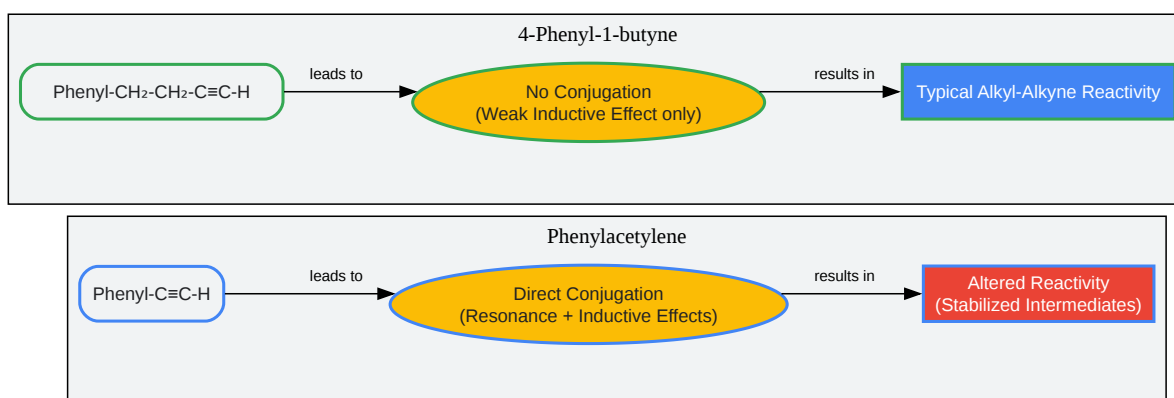 4-Phenyl-1-butyne
Phenyl-CH₂-CH₂-C≡C-H
leads to
No Conjugation
(Weak Inductive Effect only)
results in
Typical Alkyl-Alkyne Reactivity
Phenylacetylene
Phenyl-C≡C-H
leads to
Direct Conjugation
(Resonance + Inductive Effects)
results in
Altered Reactivity
(Stabilized Intermediates)